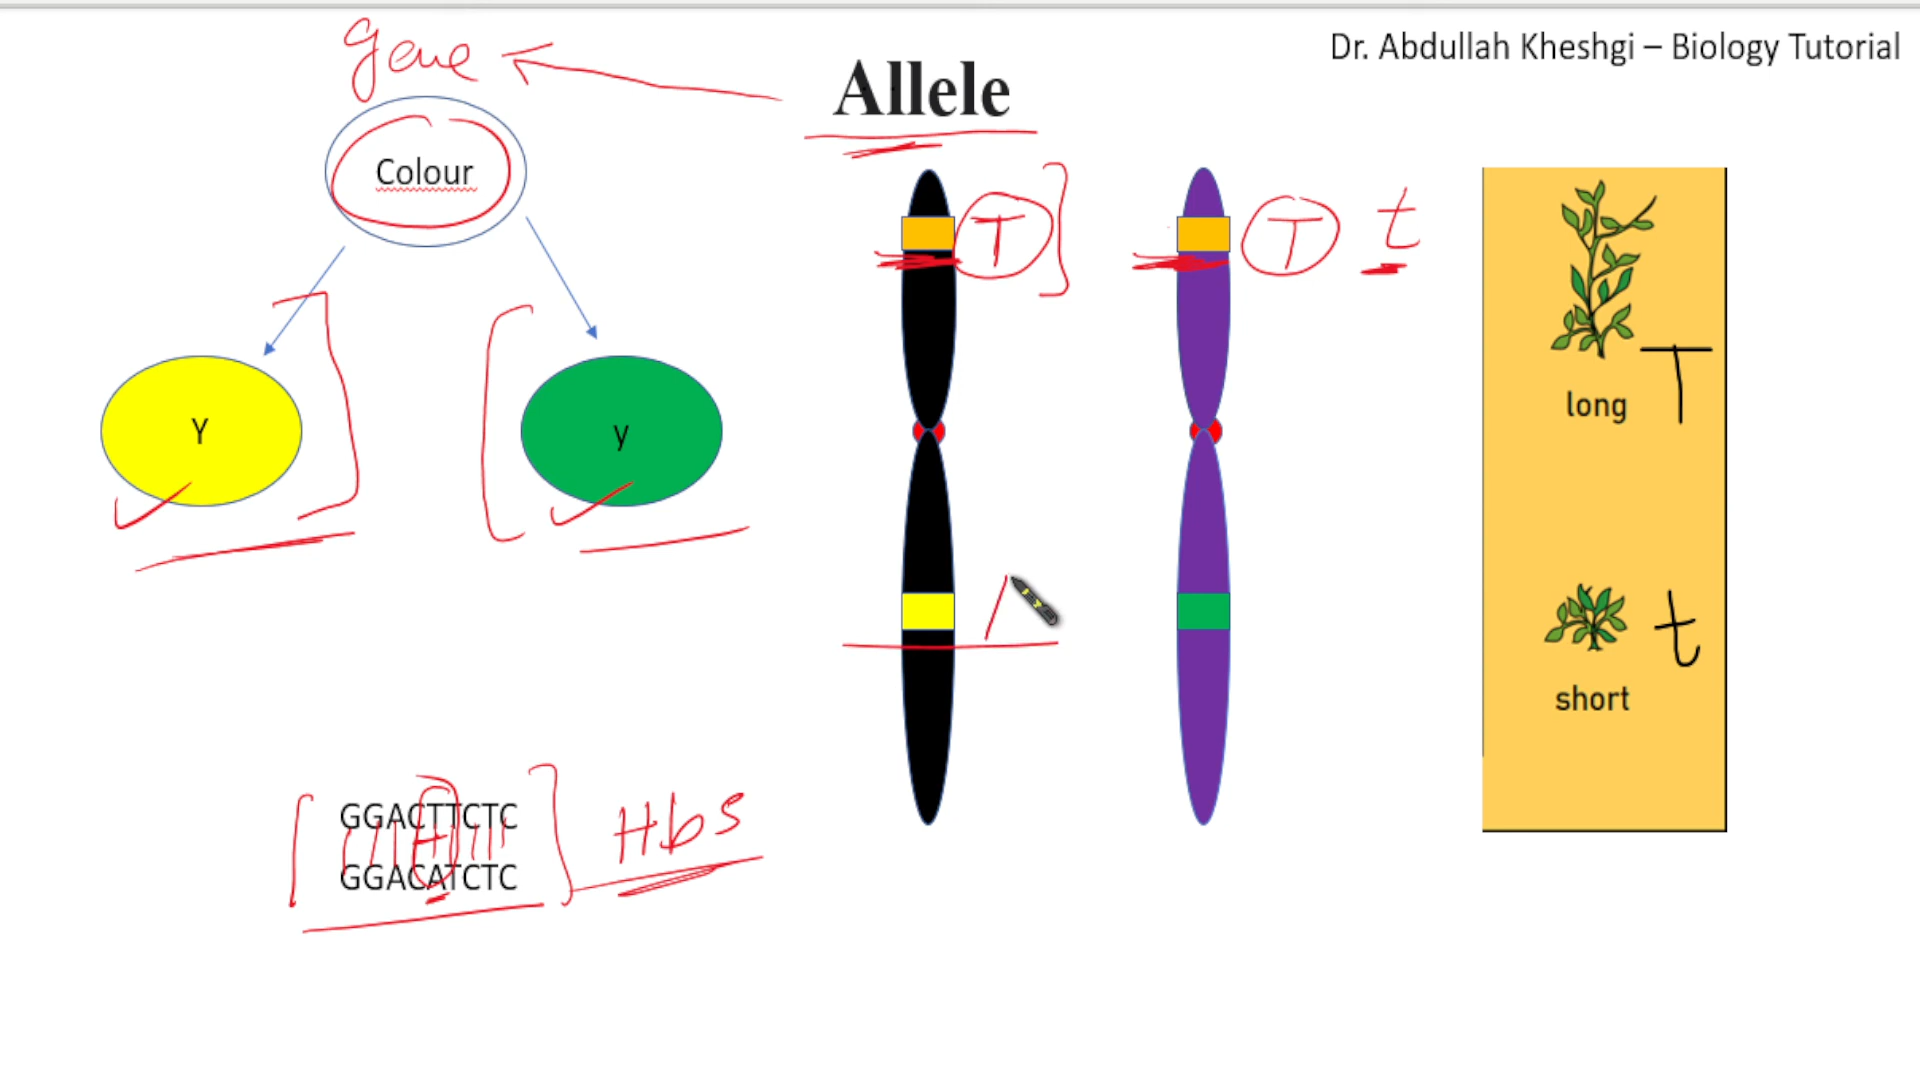 Dr. Abdullah Kheshgi – Biology Tutorial
gene
Allele
Colour
T
T t
Y
y
long
T
t
short
GGACTTCTC
GGACATCTC
Hbs